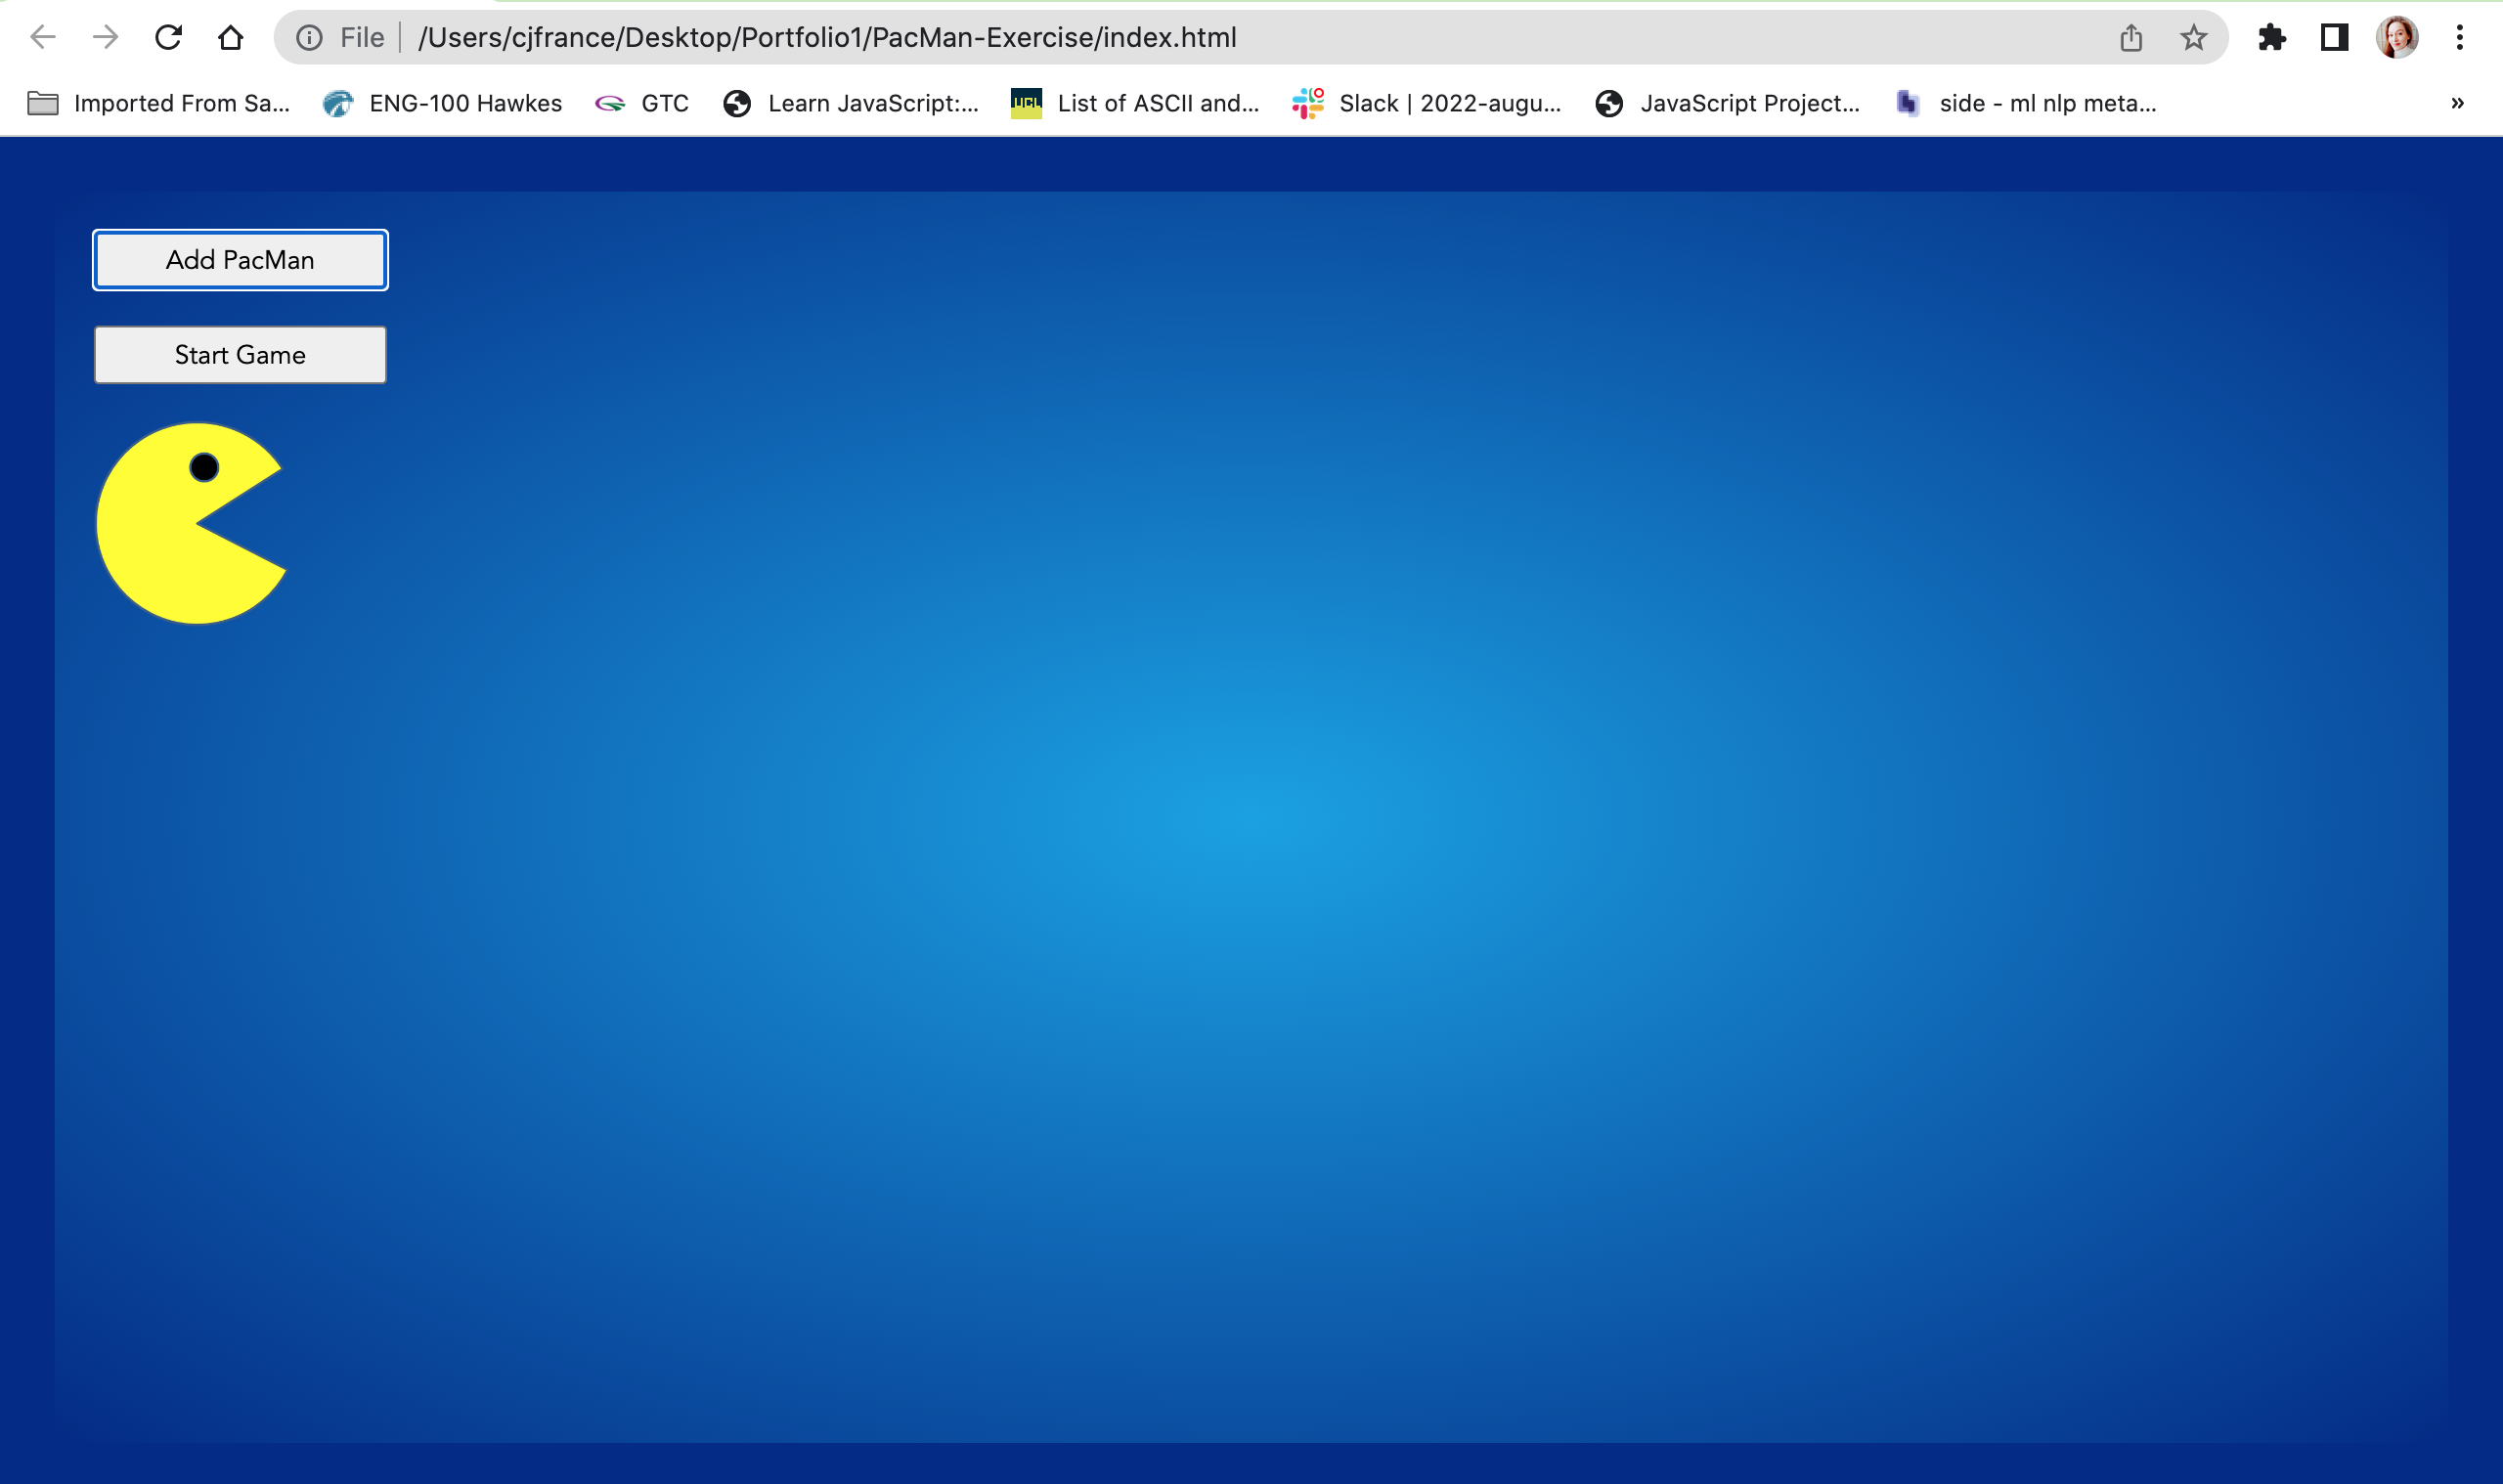 File /Users/cjfrance/Desktop/Portfolio1/PacMan-Exercise/index.html
Imported From Sa... ENG-100 Hawkes GTC Learn JavaScript:... UCL List of ASCII and... Slack | 2022-augu... JavaScript Project... side - ml nlp meta... »
Add PacMan
Start Game